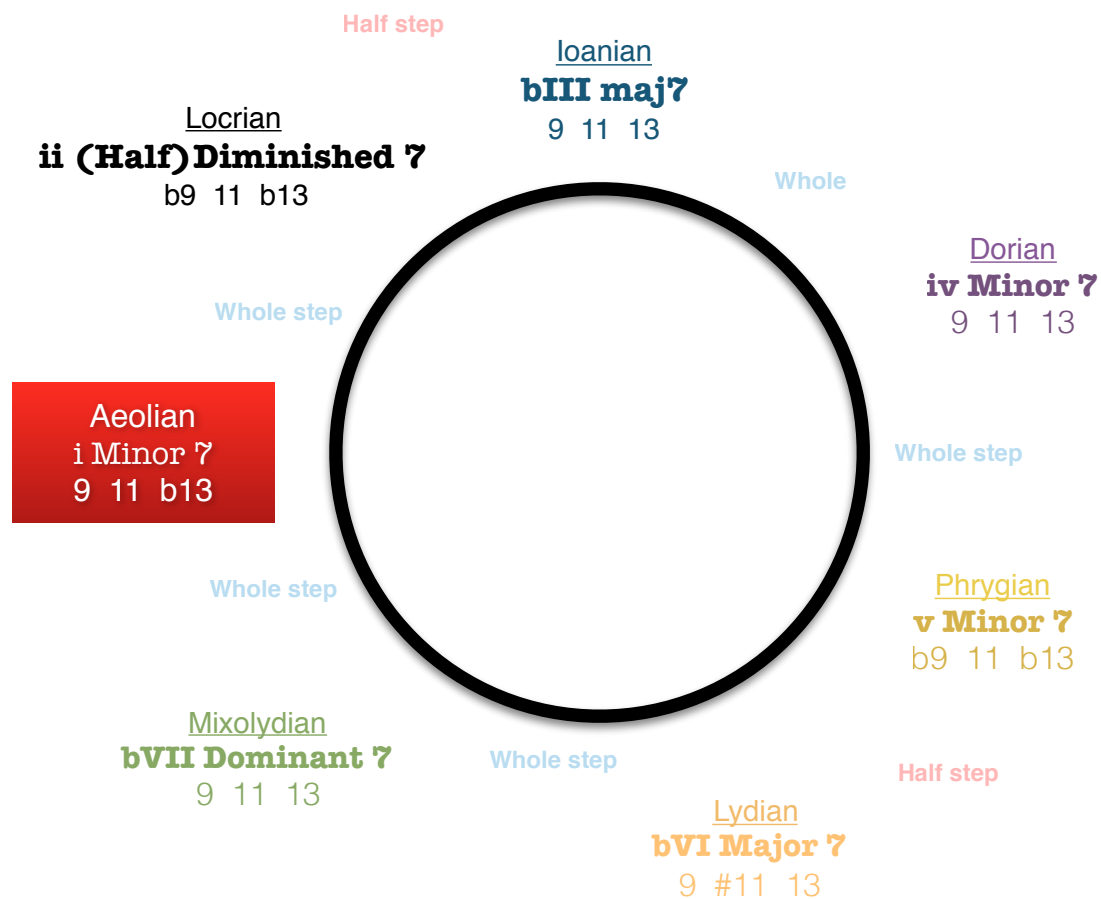 Half step
Ioanian
bIII maj7
9 11 13
Locrian
ii (Half)Diminished 7
b9 11 b13
Whole
Dorian
iv Minor 7
9 11 13
Whole step
Aeolian
i Minor 7
9 11 b13
Whole step
Whole step
Phrygian
v Minor 7
b9 11 b13
Mixolydian
bVII Dominant 7
9 11 13
Whole step
Half step
Lydian
bVI Major 7
9 #11 13